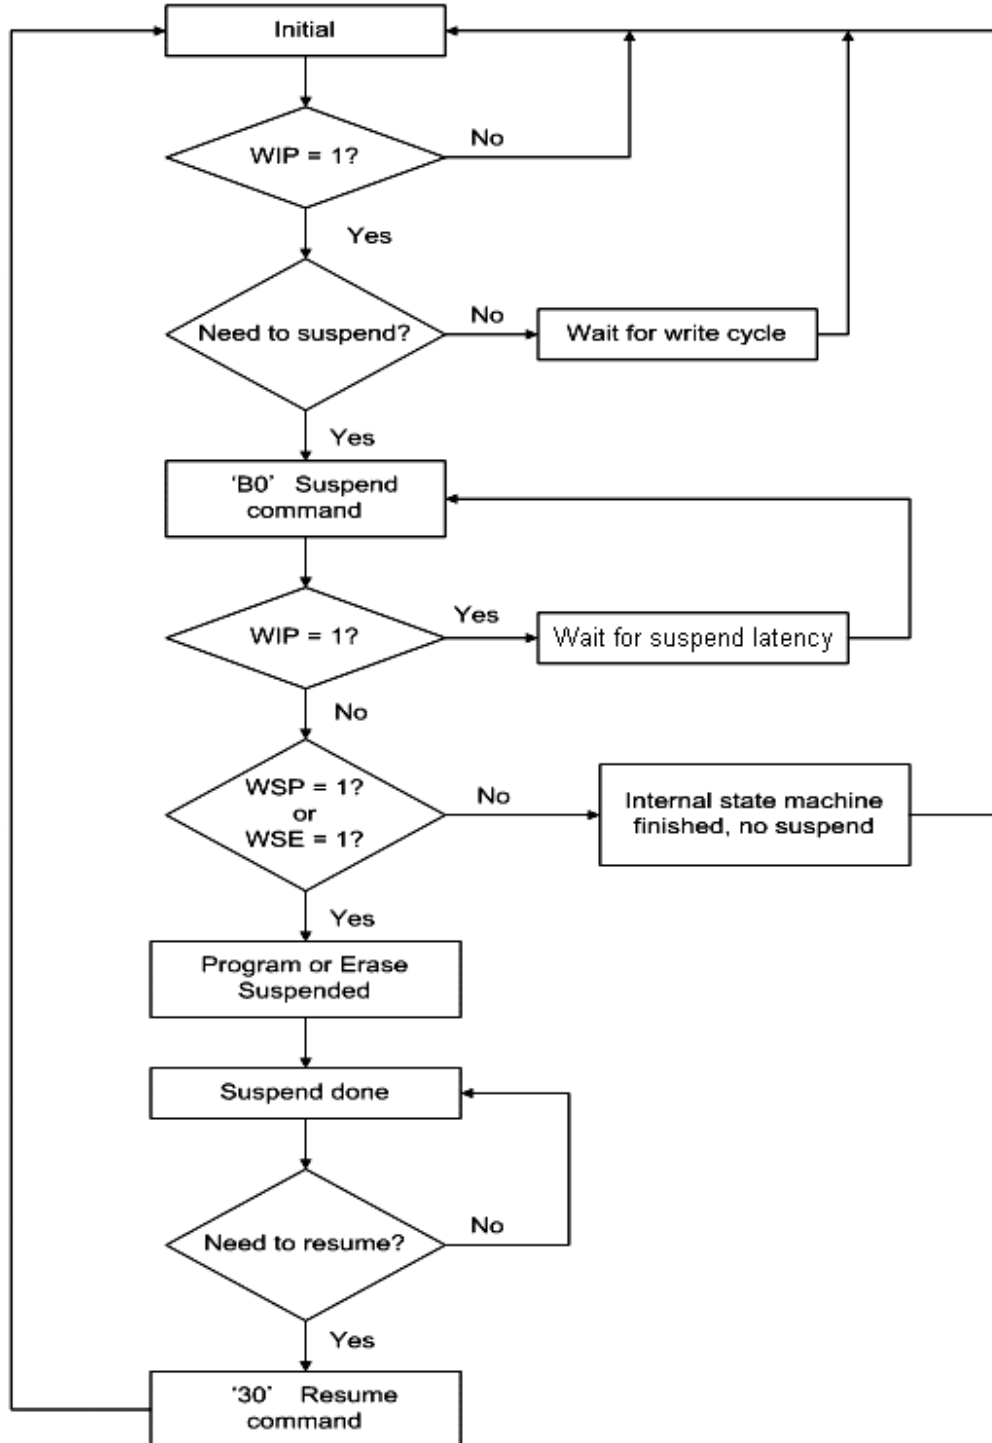 Initial
WIP = 1?
No
Yes
Need to suspend?
No
Wait for write cycle
Yes
‘B0’ Suspend
command
WIP = 1?
Yes
Wait for suspend latency
No
WSP = 1?
or
WSE = 1?
No
Internal state machine
finished, no suspend
Yes
Program or Erase
Suspended
Suspend done
Need to resume?
No
Yes
‘30’ Resume
command